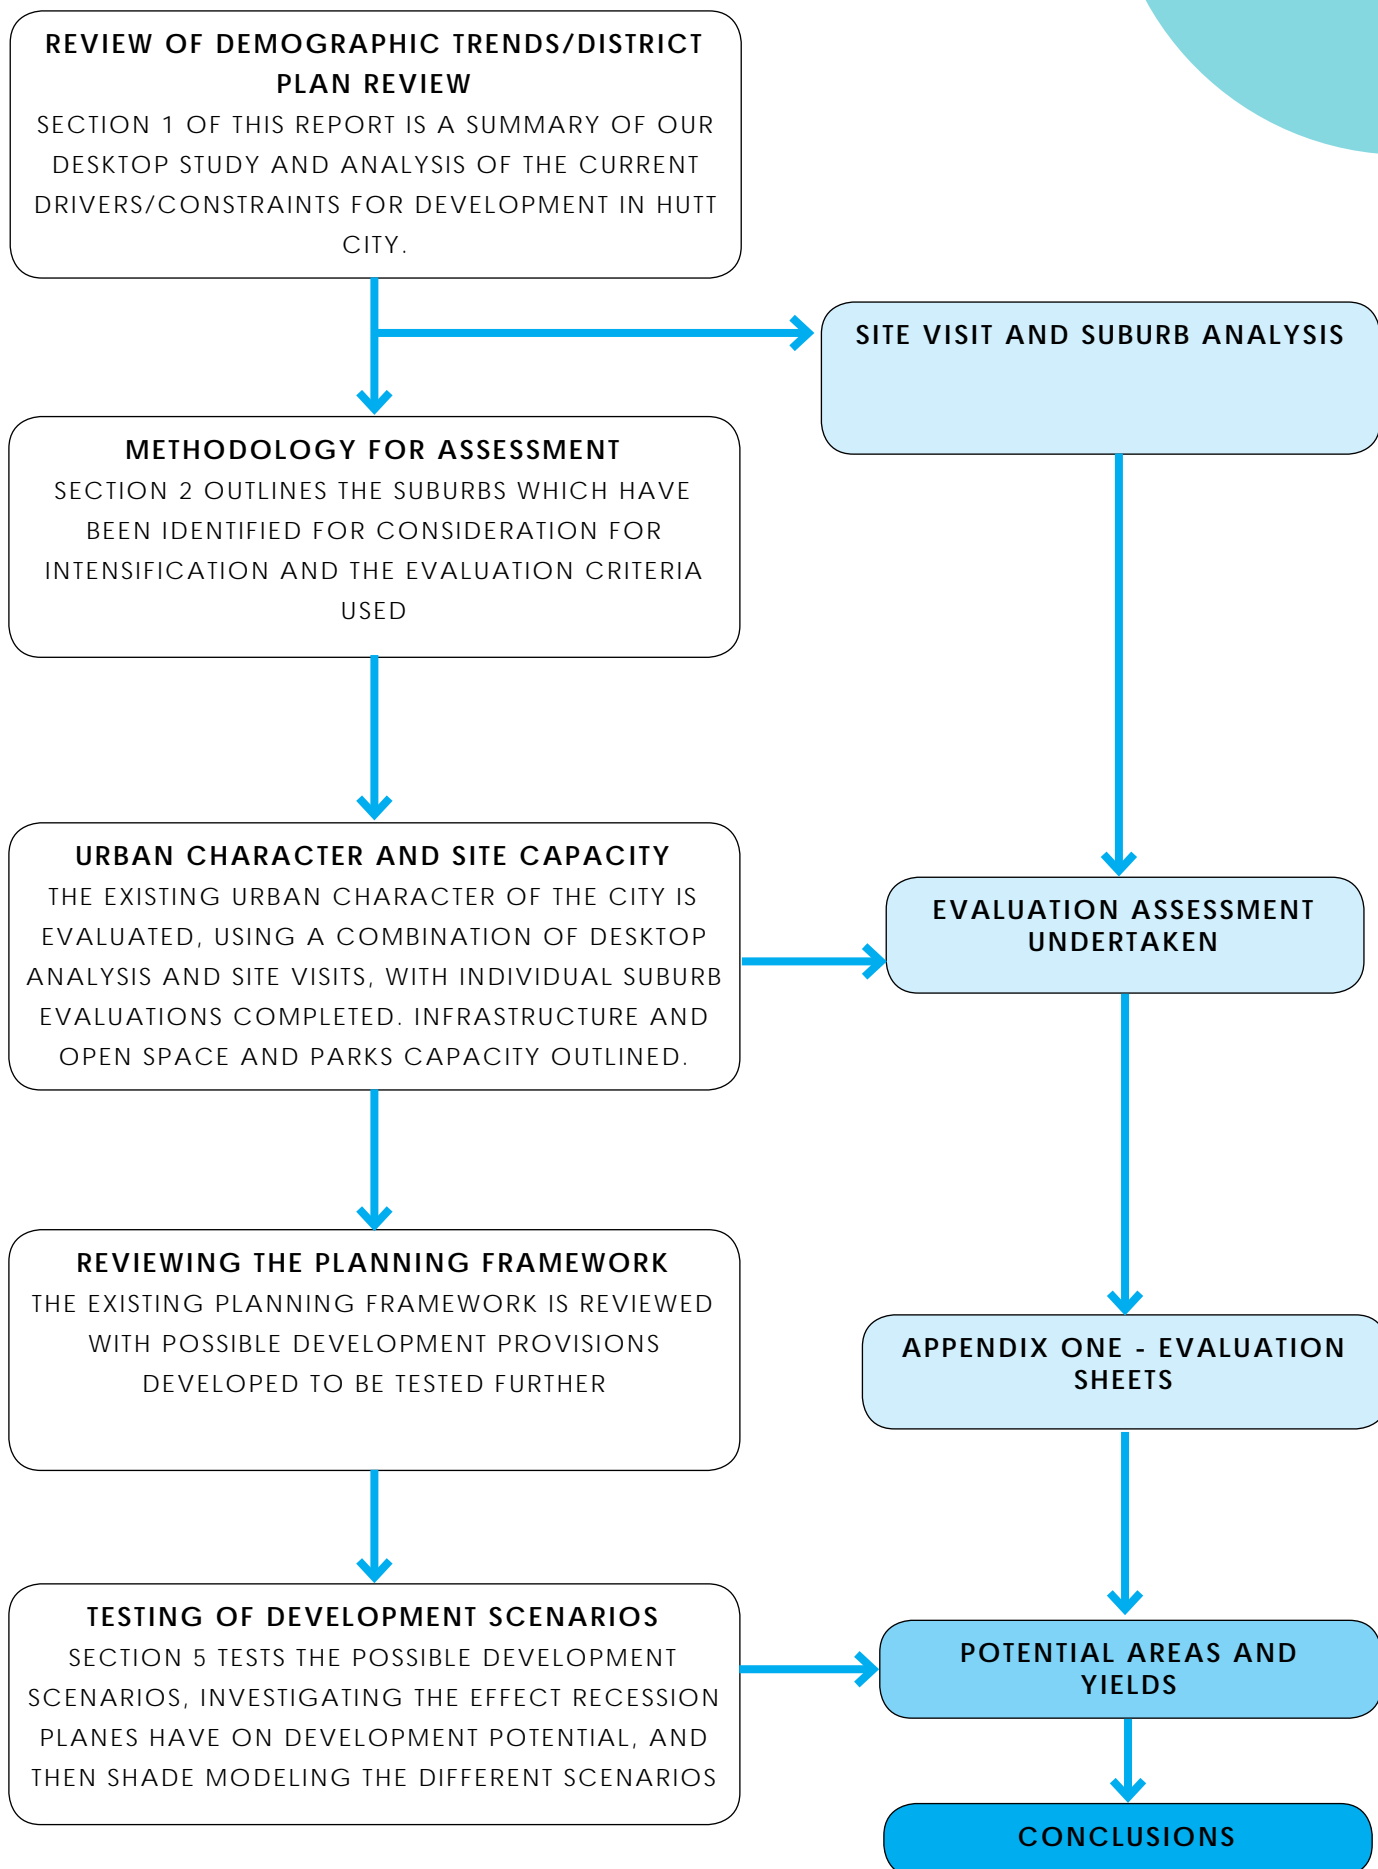 REVIEW OF DEMOGRAPHIC TRENDS/DISTRICT
PLAN REVIEW
SECTION 1 OF THIS REPORT IS A SUMMARY OF OUR
DESKTOP STUDY AND ANALYSIS OF THE CURRENT
DRIVERS/CONSTRAINTS FOR DEVELOPMENT IN HUTT
CITY.
SITE VISIT AND SUBURB ANALYSIS
METHODOLOGY FOR ASSESSMENT
SECTION 2 OUTLINES THE SUBURBS WHICH HAVE
BEEN IDENTIFIED FOR CONSIDERATION FOR
INTENSIFICATION AND THE EVALUATION CRITERIA
USED
URBAN CHARACTER AND SITE CAPACITY
THE EXISTING URBAN CHARACTER OF THE CITY IS
EVALUATED, USING A COMBINATION OF DESKTOP
ANALYSIS AND SITE VISITS, WITH INDIVIDUAL SUBURB
EVALUATIONS COMPLETED. INFRASTRUCTURE AND
OPEN SPACE AND PARKS CAPACITY OUTLINED.
EVALUATION ASSESSMENT
UNDERTAKEN
REVIEWING THE PLANNING FRAMEWORK
THE EXISTING PLANNING FRAMEWORK IS REVIEWED
WITH POSSIBLE DEVELOPMENT PROVISIONS
DEVELOPED TO BE TESTED FURTHER
APPENDIX ONE - EVALUATION
SHEETS
TESTING OF DEVELOPMENT SCENARIOS
SECTION 5 TESTS THE POSSIBLE DEVELOPMENT
SCENARIOS, INVESTIGATING THE EFFECT RECESSION
PLANES HAVE ON DEVELOPMENT POTENTIAL, AND
THEN SHADE MODELING THE DIFFERENT SCENARIOS
POTENTIAL AREAS AND
YIELDS
CONCLUSIONS